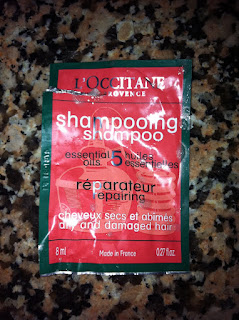 L'OCCITANE
EN PROVENCE
shampooing
shampoo
essential 5 huiles
oils. essentielles
réparateur
repairing
cheveux secs et abîmés
dry and damaged hair
8 ml Made in France 0.27 fl.oz.